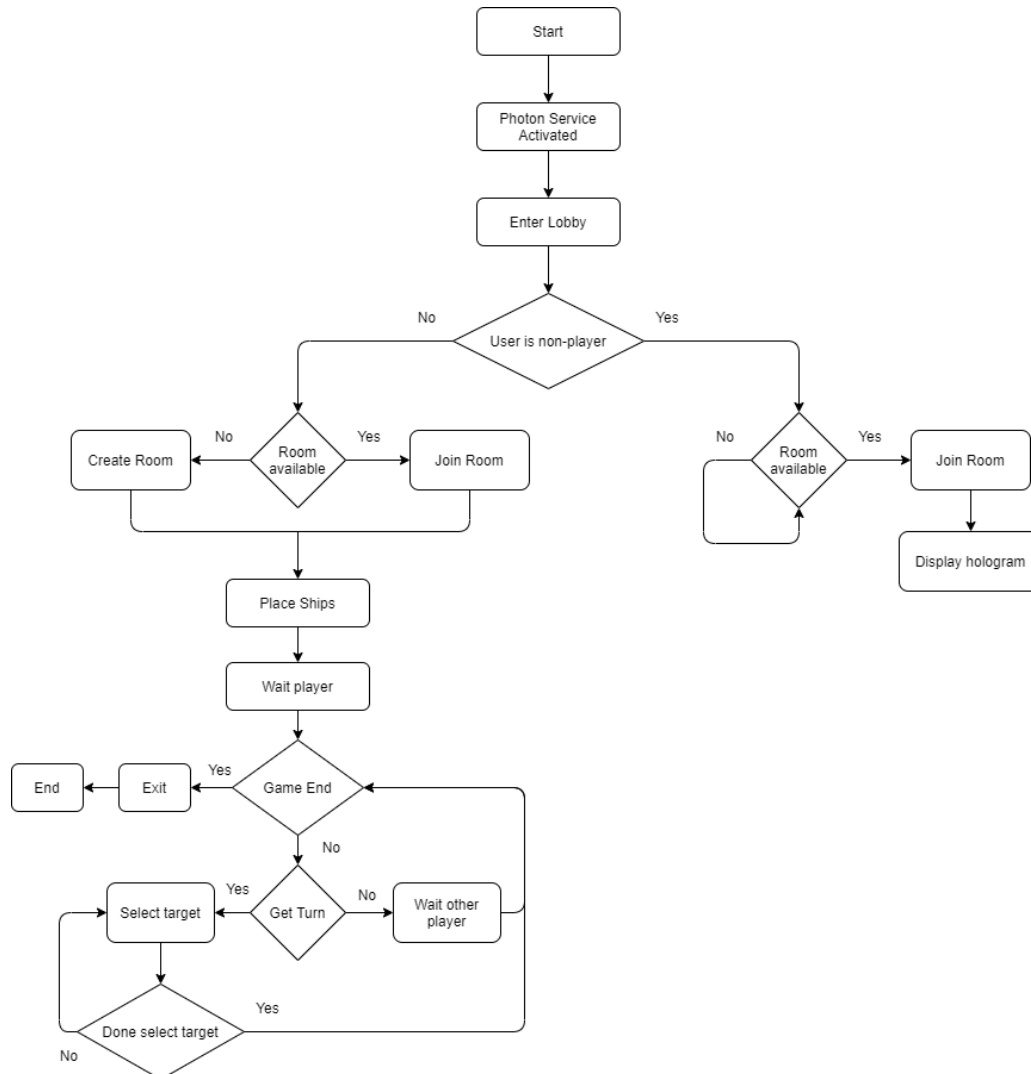 Start
Photon Service
Activated
Enter Lobby
No
Yes
User is non-player
No
Yes
No
Yes
Create Room
Room
available
Join Room
Room
available
Join Room
Display hologram
Place Ships
Wait player
Yes
End
Exit
Game End
No
Yes
No
Select target
Get Turn
Wait other
player
Yes
Done select target
No